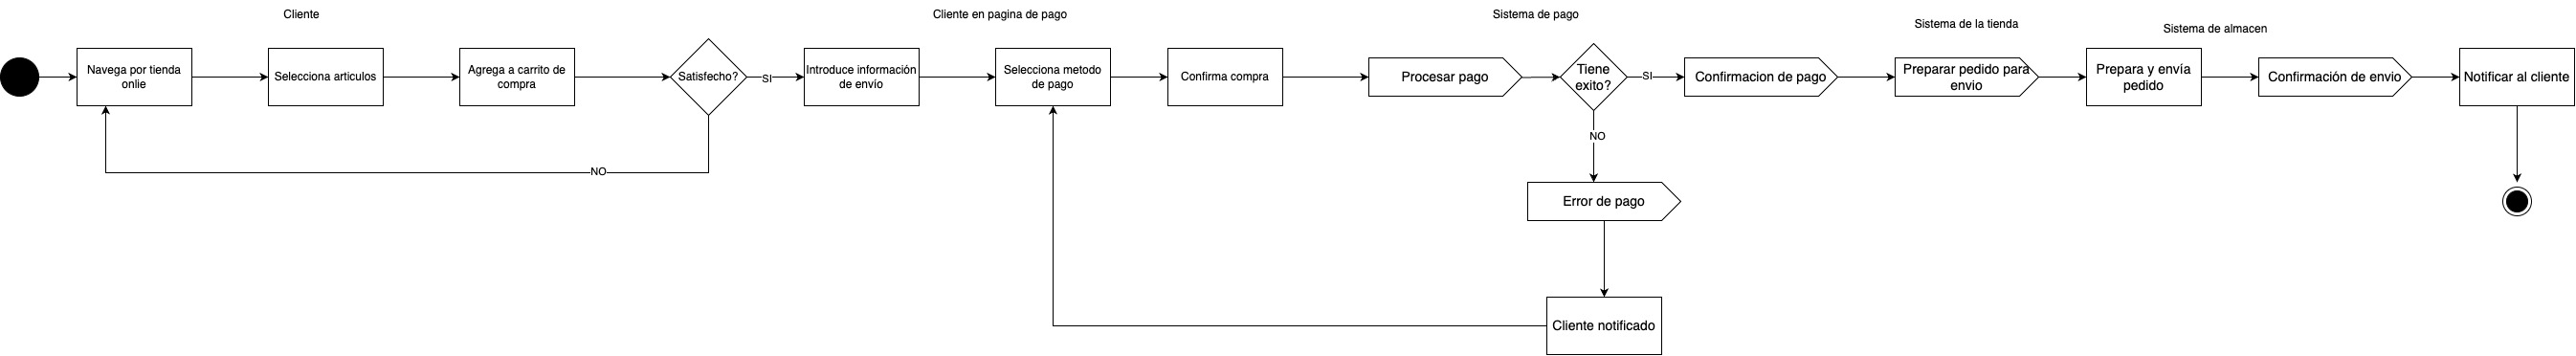 Cliente
Cliente en pagina de pago
Sistema de pago
Sistema de la tienda
Sistema de almacen
Navega por tienda
onlie
Selecciona articulos
Agrega a carrito de
compra
Satisfecho?
SI
Introduce información
de envío
Selecciona metodo
de pago
Confirma compra
Procesar pago
Tiene
exito?
SI
Confirmacion de pago
Preparar pedido para
envio
Prepara y envía
pedido
Confirmación de envio
Notificar al cliente
NO
NO
Error de pago
Cliente notificado